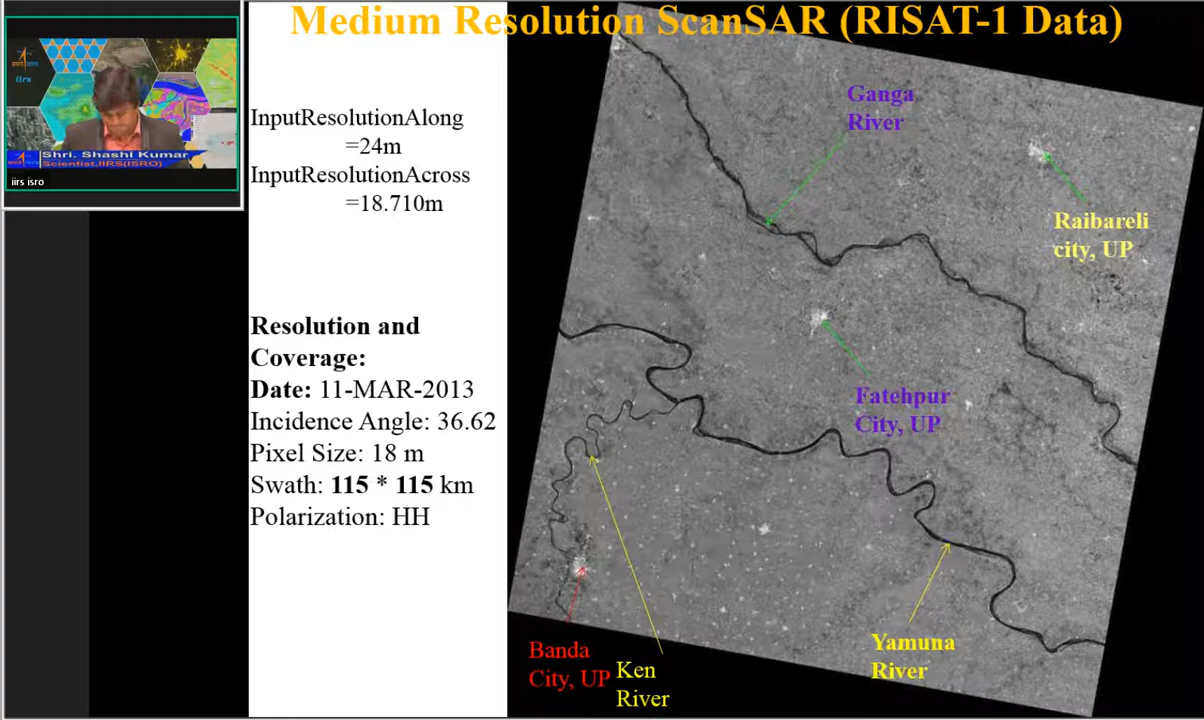 Medium Resolution ScanSAR (RISAT-1 Data)
iirs
Shri. Shashi Kumar
Scientist,IIRS(ISRO)
iirs isro
InputResolutionAlong
=24m
InputResolutionAcross
=18.710m
Resolution and
Coverage:
Date: 11-MAR-2013
Incidence Angle: 36.62
Pixel Size: 18 m
Swath: 115 * 115 km
Polarization: HH
Ganga
River
Raibareli
city, UP
Fatehpur
City, UP
Yamuna
River
Banda
City, UP
Ken
River